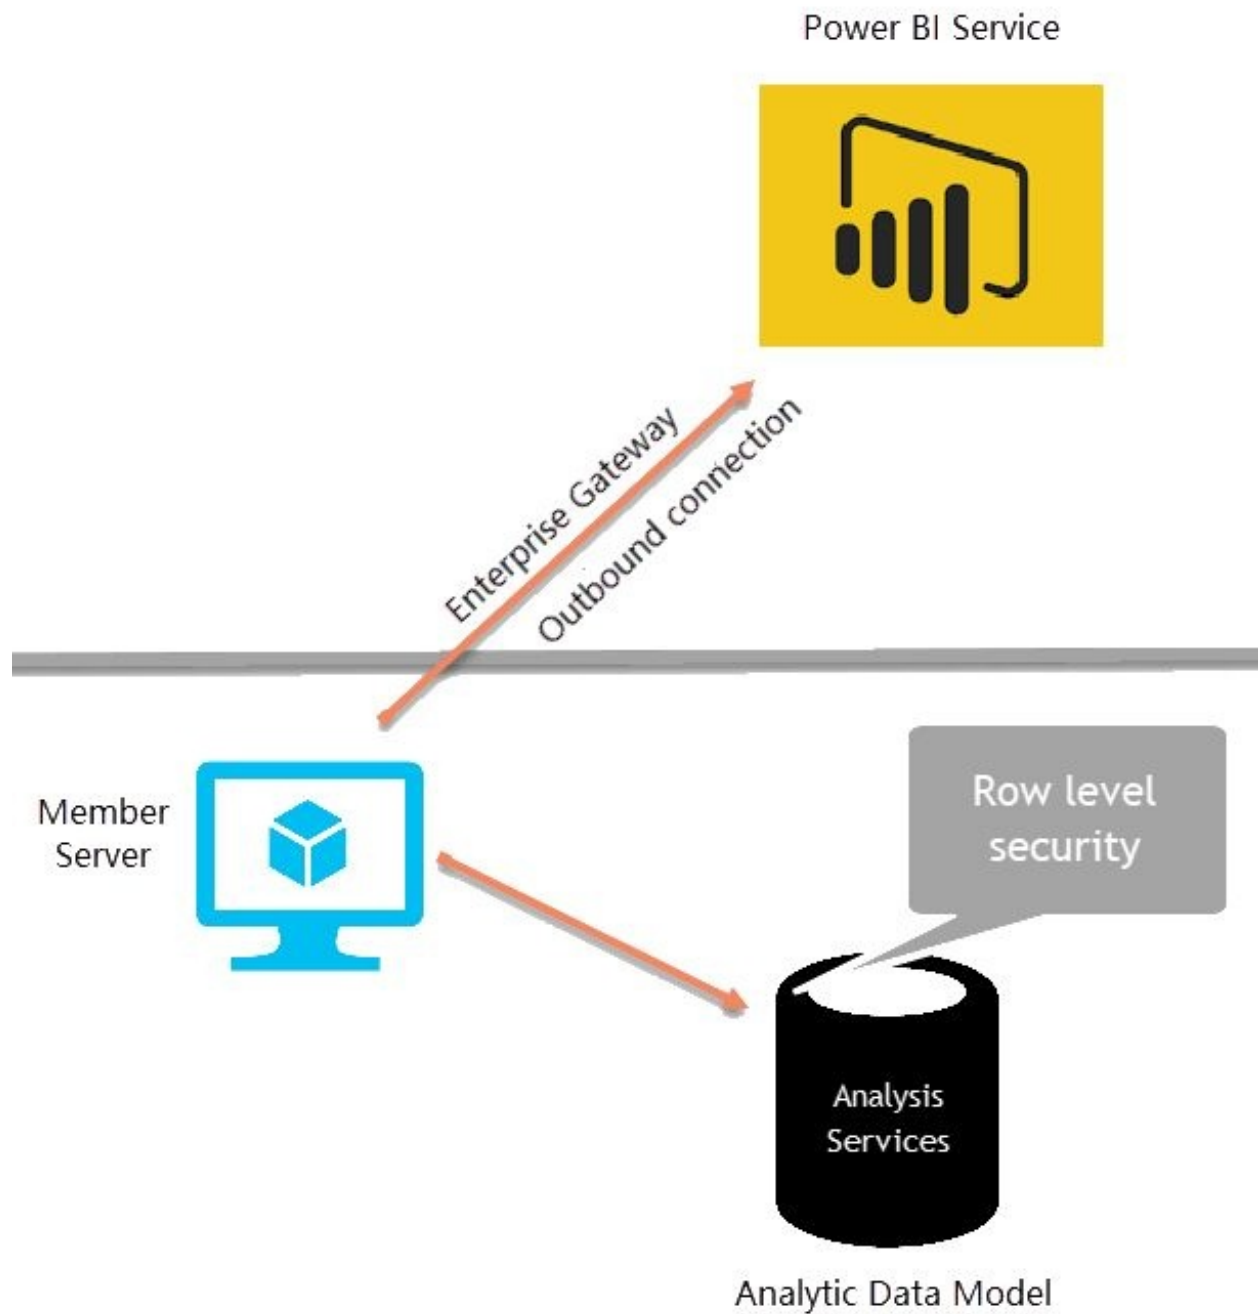 Power BI Service
Enterprise Gateway
Outbound connection
Member
Server
Row level
security
Analysis
Services
Analytic Data Model